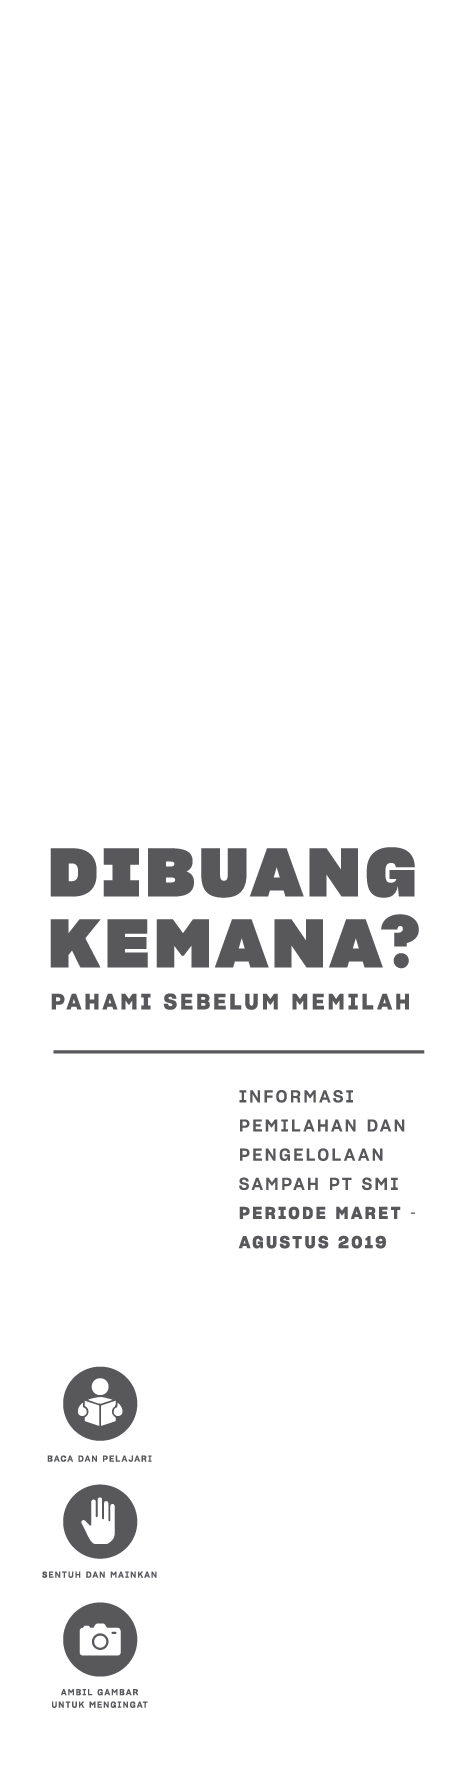 DIBUANG
KEMANA?
PAHAMI SEBELUM MEMILAH
INFORMASI
PEMILAHAN DAN
PENGELOLAAN
SAMPAH PT SMI
PERIODE MARET -
AGUSTUS 2019
BACA DAN PELAJARI
SENTUH DAN MAINKAN
AMBIL GAMBAR
UNTUK MENGINGAT